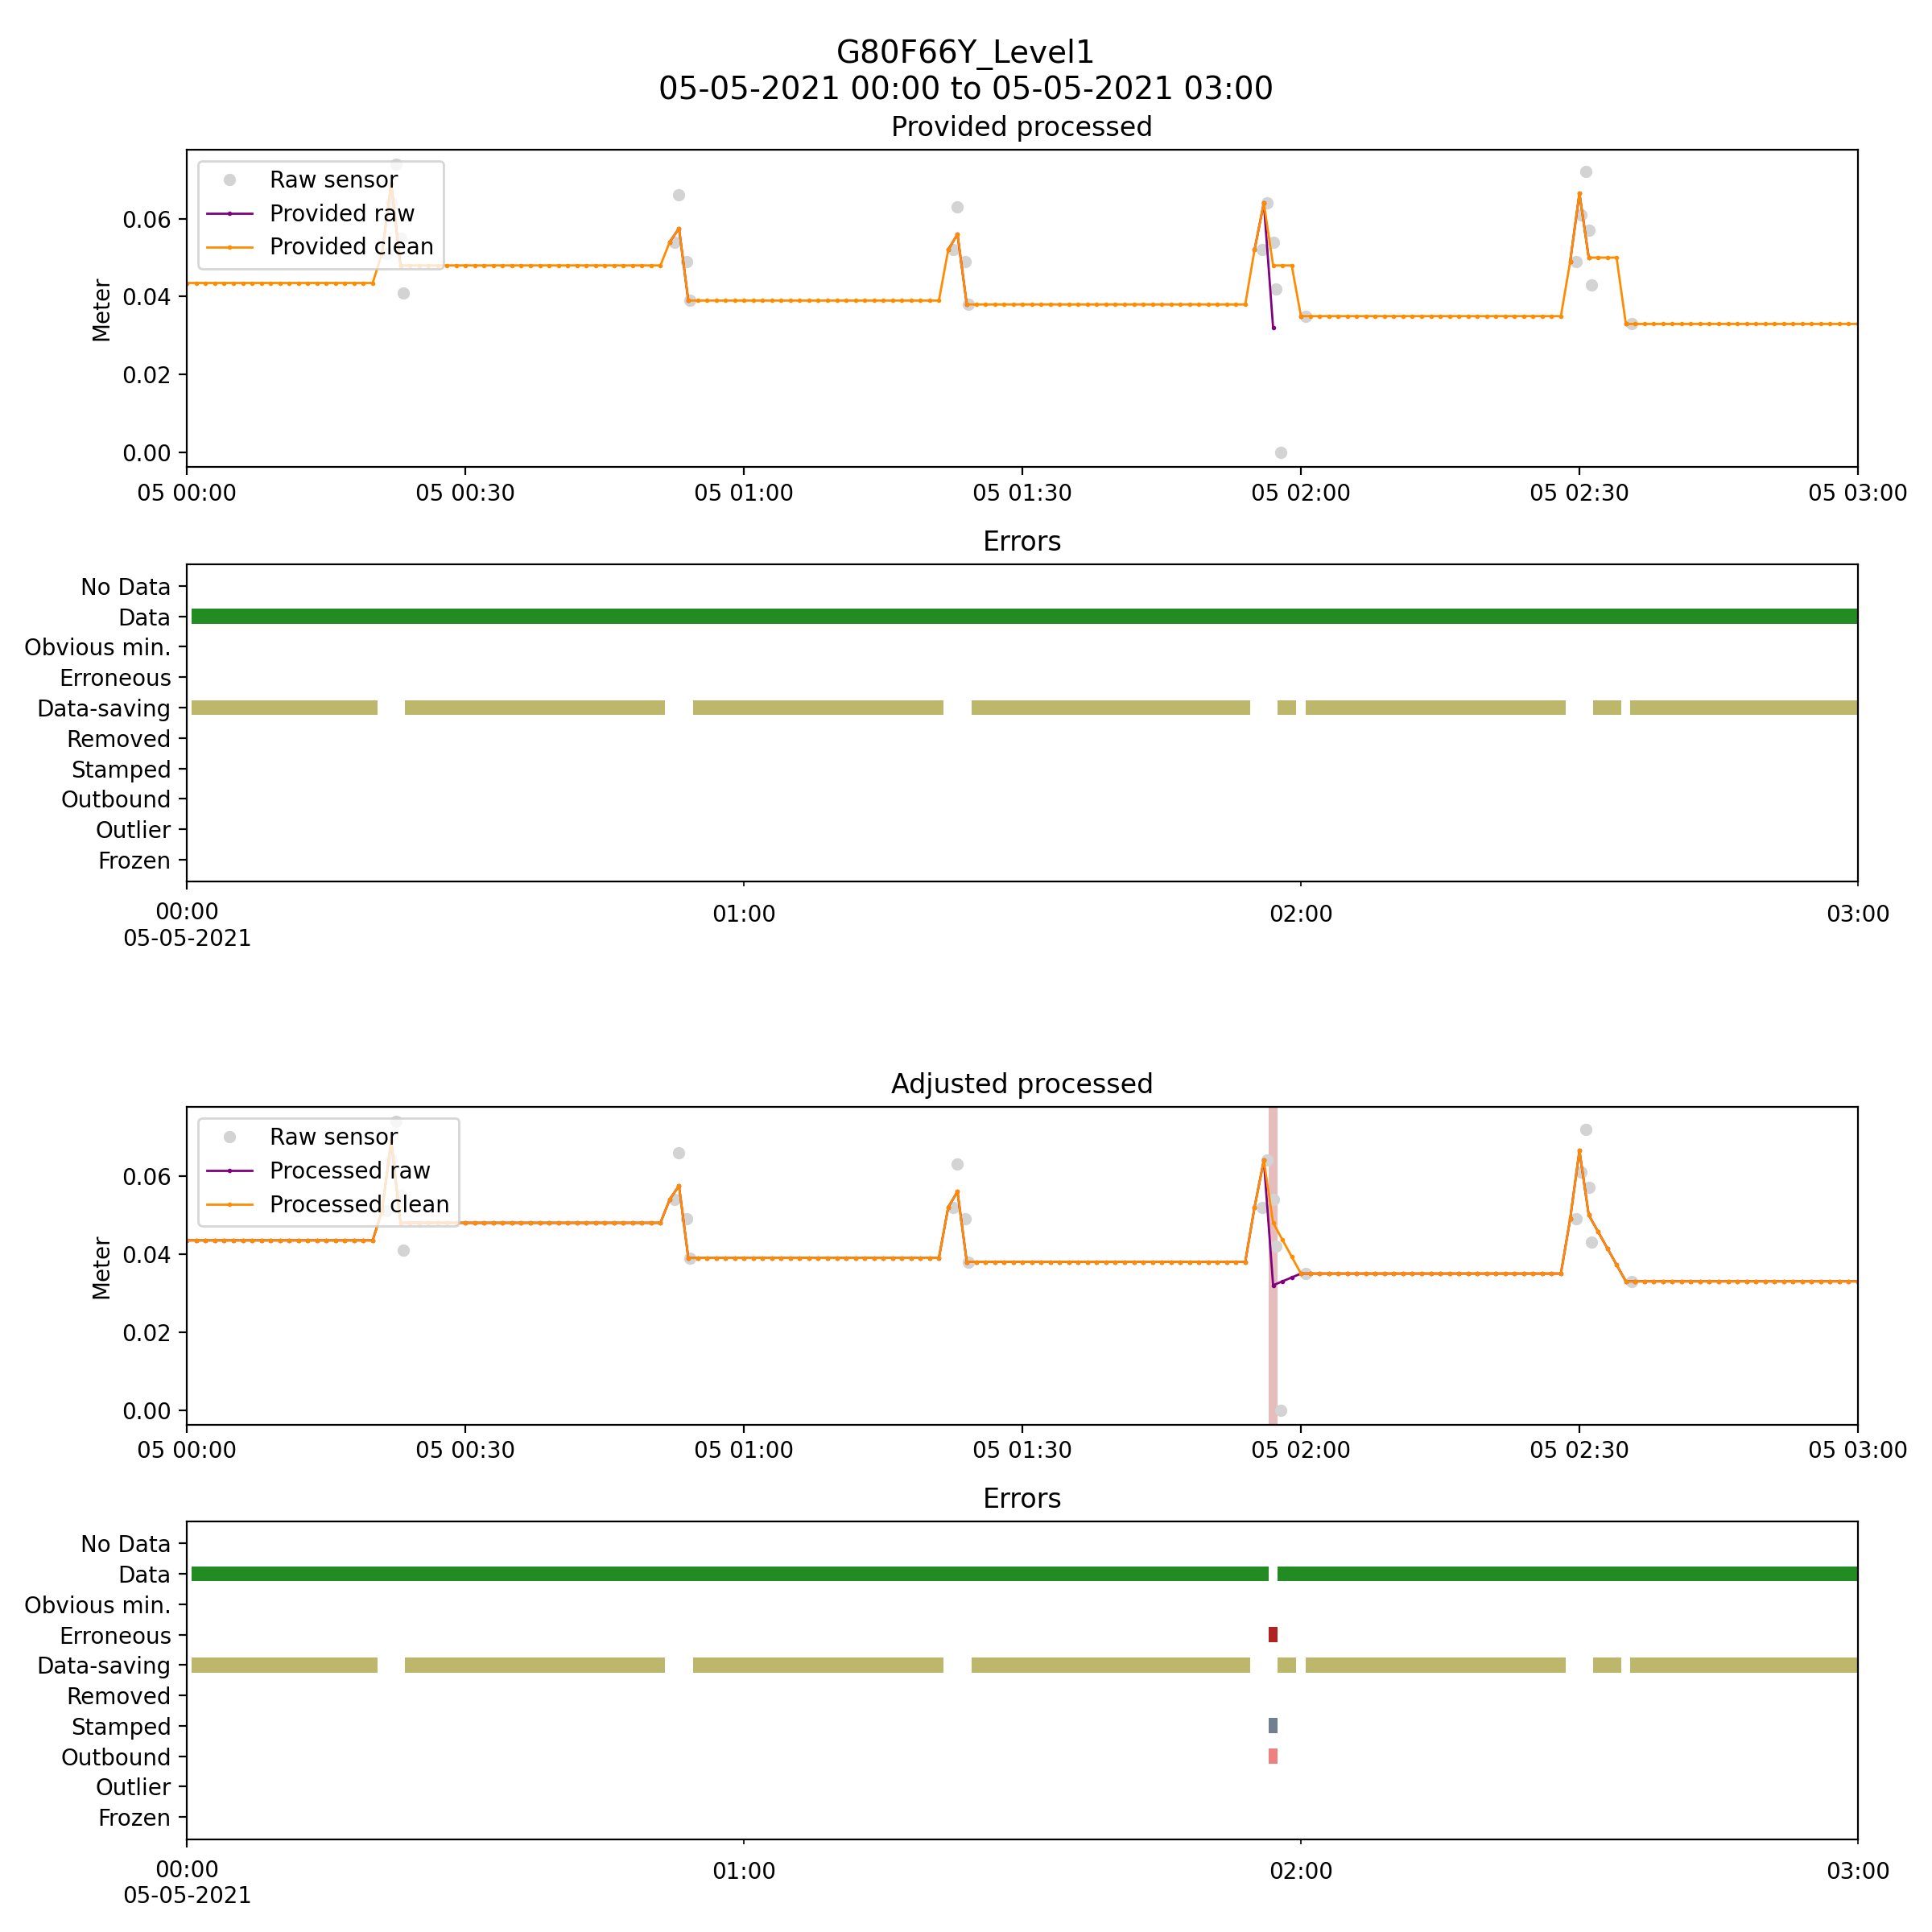 G80F66Y_Level1
05-05-2021 00:00 to 05-05-2021 03:00
Provided processed
Raw sensor
Provided raw
Provided clean
Meter
0.06
0.04
0.02
0.00
05 00:00
05 00:30
05 01:00
05 01:30
05 02:00
05 02:30
05 03:00
Errors
No Data
Data
Obvious min.
Erroneous
Data-saving
Removed
Stamped
Outbound
Outlier
Frozen
00:00
05-05-2021
01:00
02:00
03:00
Adjusted processed
Raw sensor
Processed raw
Processed clean
Meter
0.06
0.04
0.02
0.00
05 00:00
05 00:30
05 01:00
05 01:30
05 02:00
05 02:30
05 03:00
Errors
No Data
Data
Obvious min.
Erroneous
Data-saving
Removed
Stamped
Outbound
Outlier
Frozen
00:00
05-05-2021
01:00
02:00
03:00